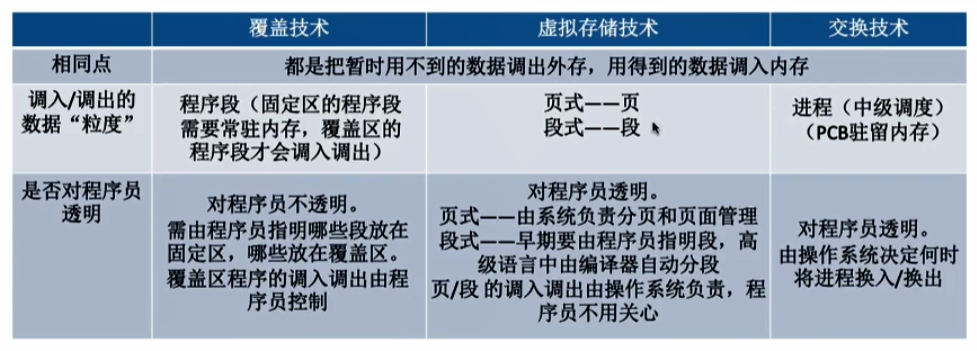 覆盖技术
虚拟存储技术
交换技术
相同点
都是把暂时用不到的数据调出外存，用得到的数据调入内存
调入/调出的
数据“粒度”
程序段（固定区的程序段
需要常驻内存，覆盖区的
程序段才会调入调出）
页式——页
段式——段
进程（中级调度）
（PCB驻留内存）
是否对程序员
透明
对程序员不透明。
需由程序员指明哪些段放在
固定区，哪些放在覆盖区。
覆盖区程序的调入调出由程
序员控制
对程序员透明。
页式——由系统负责分页和页面管理
段式——早期要由程序员指明段，高
级语言中由编译器自动分段
页/段 的调入调出由操作系统负责，程
序员不用关心
对程序员透明。
由操作系统决定何时
将进程换入/换出